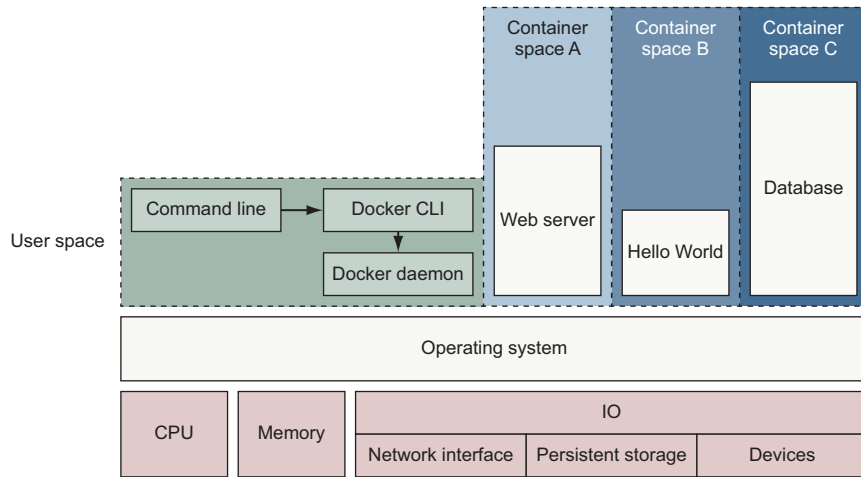 Container
space A
Container
space B
Container
space C
Command line
Docker CLI
Database
Web server
User space
Hello World
Docker daemon
Operating system
CPU
Memory
IO
Network interface
Persistent storage
Devices